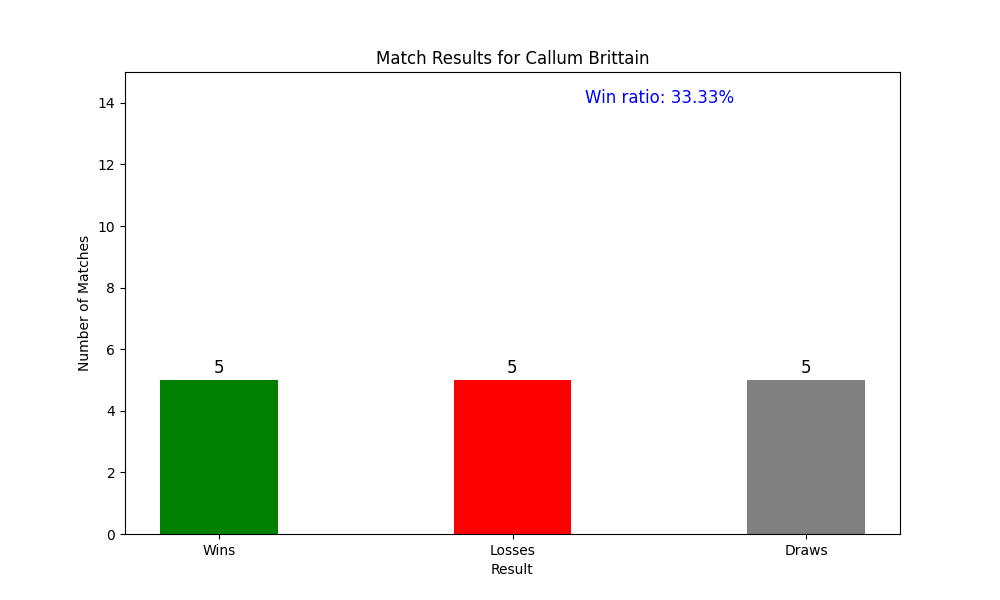 Match Results for Callum Brittain
Win ratio: 33.33%
14
12
10
8
6
4
2
0
Number of Matches
5
5
5
Wins
Losses
Draws
Result